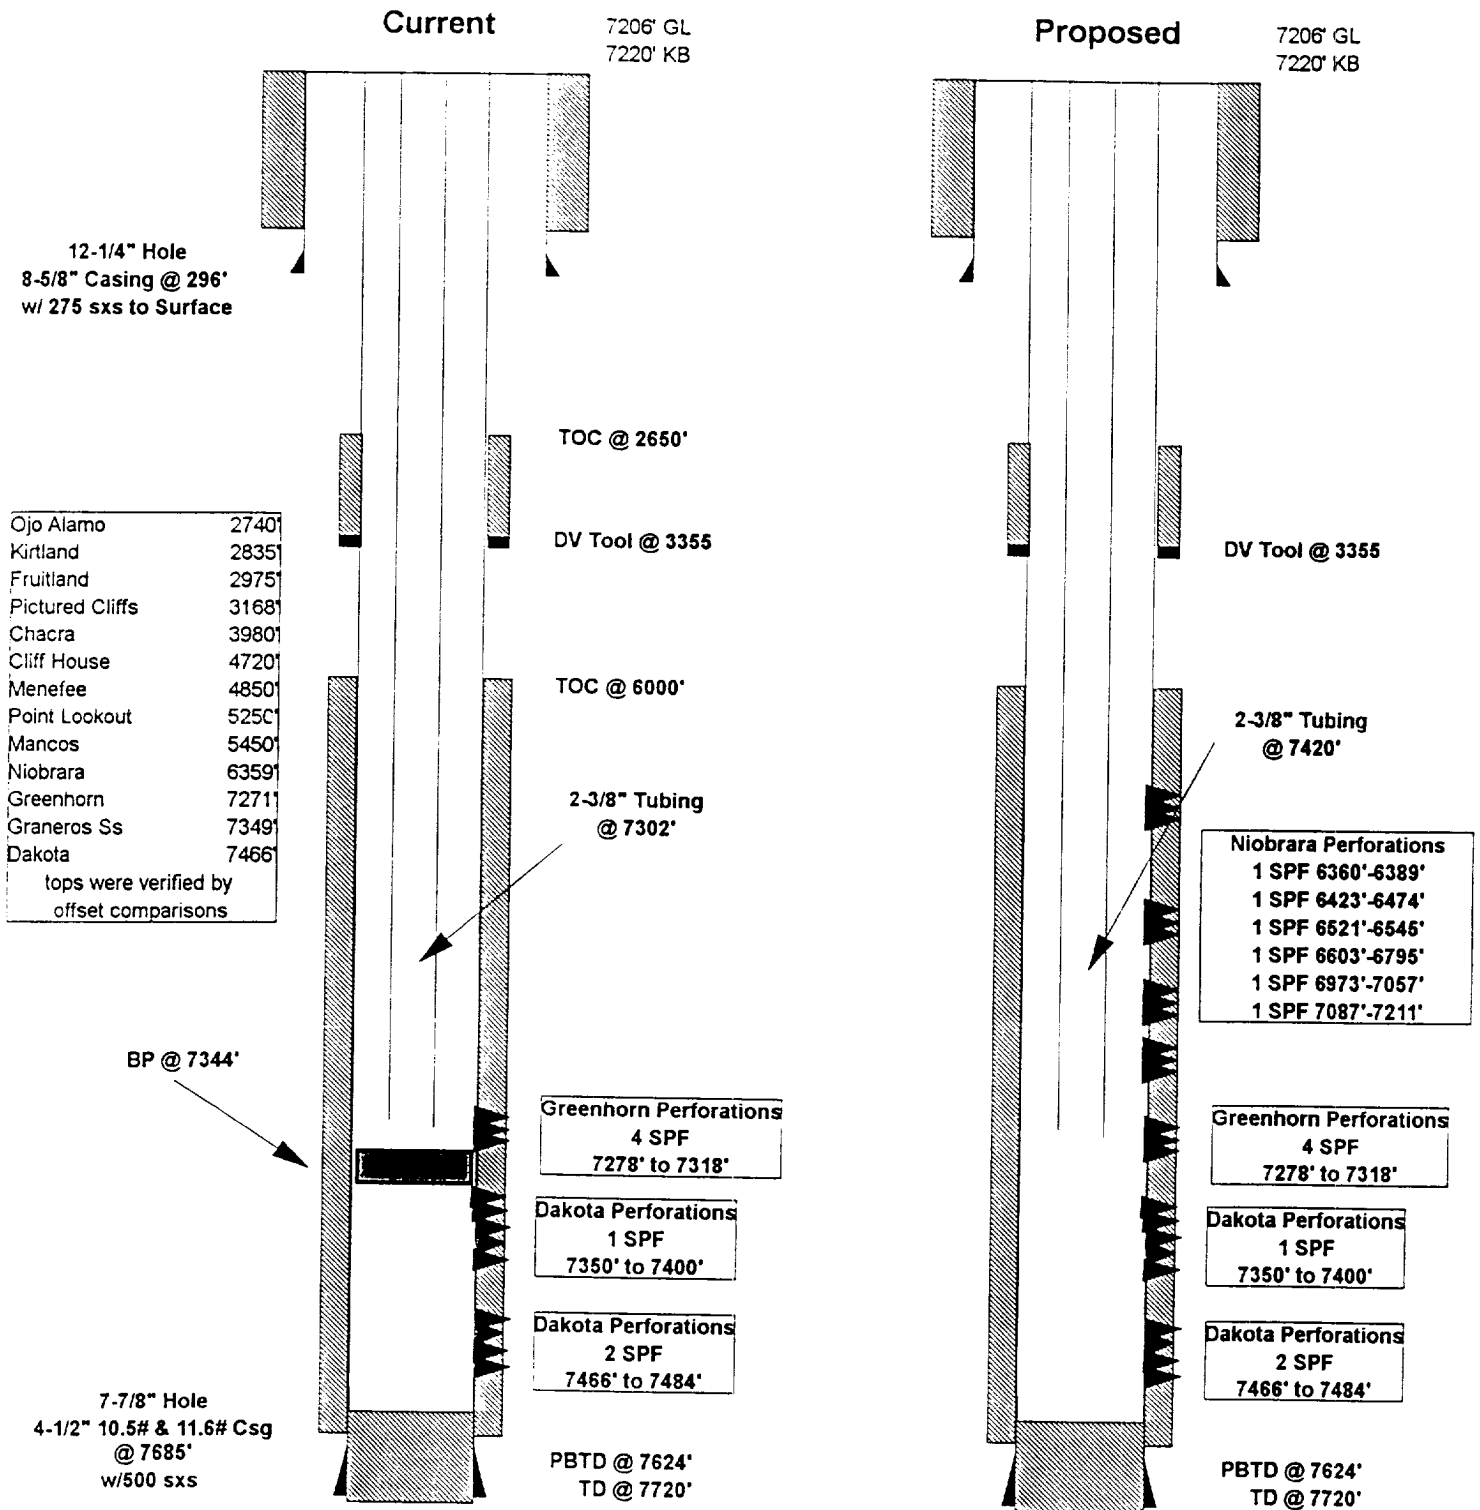 Current
7206' GL
7220' KB
12-1/4" Hole
8-5/8" Casing @ 296'
w/ 275 sxs to Surface
TOC @ 2650'
DV Tool @ 3355
Ojo Alamo 2740'
Kirtland 2835'
Fruitland 2975'
Pictured Cliffs 3168'
Chacra 3980'
Cliff House 4720'
Menefee 4850'
Point Lookout 5250'
Mancos 5450'
Niobrara 6359'
Greenhorn 7271'
Graneros Ss 7349'
Dakota 7466'
tops were verified by
offset comparisons
TOC @ 6000'
2-3/8" Tubing
@ 7302'
BP @ 7344'
Greenhorn Perforations
4 SPF
7278' to 7318'
Dakota Perforations
1 SPF
7350' to 7400'
Dakota Perforations
2 SPF
7466' to 7484'
7-7/8" Hole
4-1/2" 10.5# & 11.6# Csg
@ 7685'
w/500 sxs
PBTD @ 7624'
TD @ 7720'
Proposed
7206' GL
7220' KB
DV Tool @ 3355
2-3/8" Tubing
@ 7420'
Niobrara Perforations
1 SPF 6360'-6389'
1 SPF 6423'-6474'
1 SPF 6521'-6545'
1 SPF 6603'-6795'
1 SPF 6973'-7057'
1 SPF 7087'-7211'
Greenhorn Perforations
4 SPF
7278' to 7318'
Dakota Perforations
1 SPF
7350' to 7400'
Dakota Perforations
2 SPF
7466' to 7484'
PBTD @ 7624'
TD @ 7720'